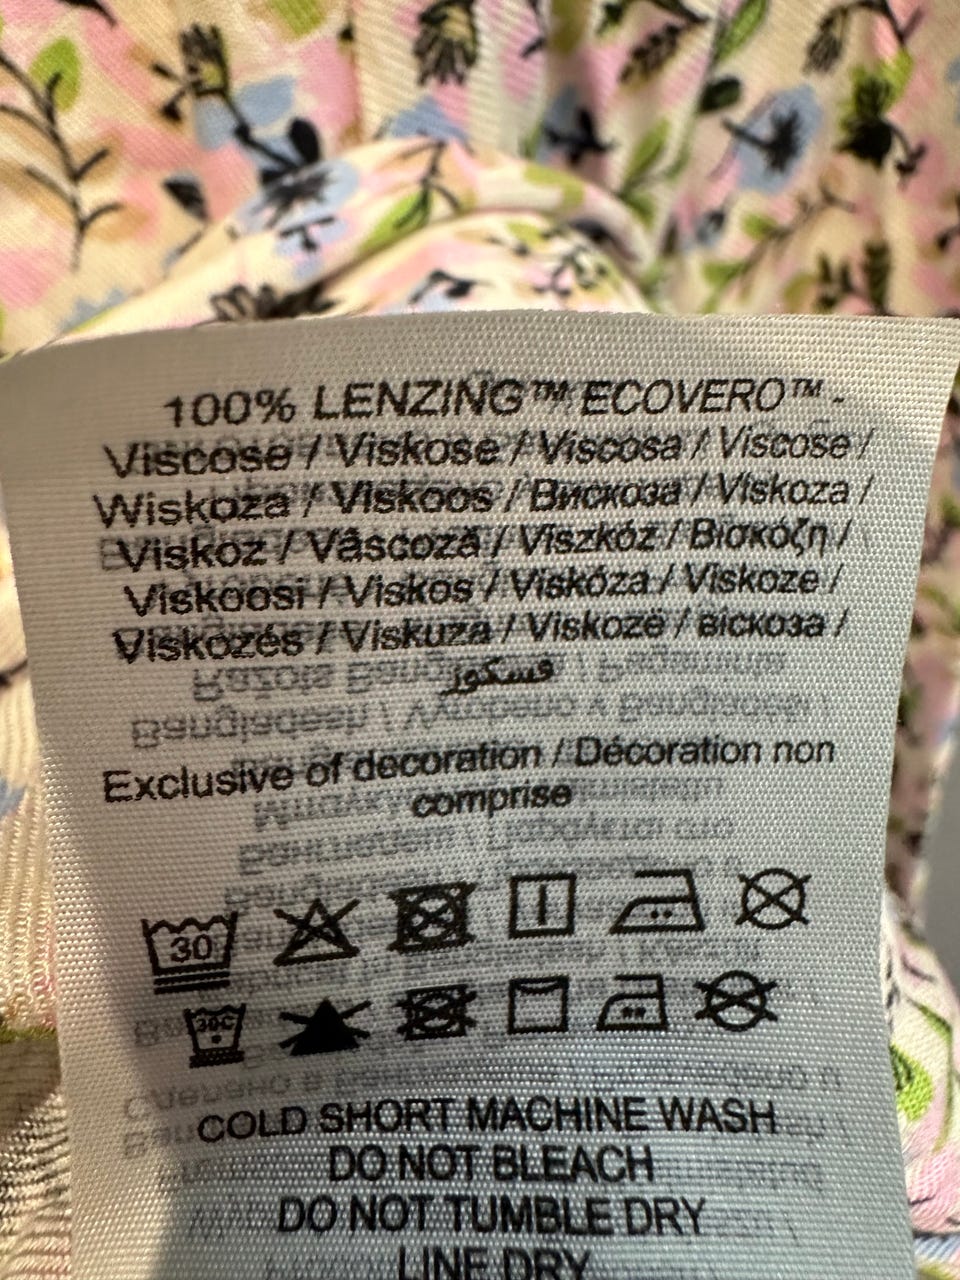 100% LENZING™ ECOVERO™ -
Viscose / Viskose / Viscosa / Viscose /
Wiskoza / Viskoos / Вискоза / Viskoza /
Viskoz / Vâscoză / Viszkóz / Βισκόζη /
Viskoosi / Viskos / Viskóza / Viskoze /
Viskozés / Viskuza / Viskozë / віскоза /
فسكوز
Exclusive of decoration / Décoration non
comprise
30
30C
COLD SHORT MACHINE WASH
DO NOT BLEACH
DO NOT TUMBLE DRY
LINE DRY